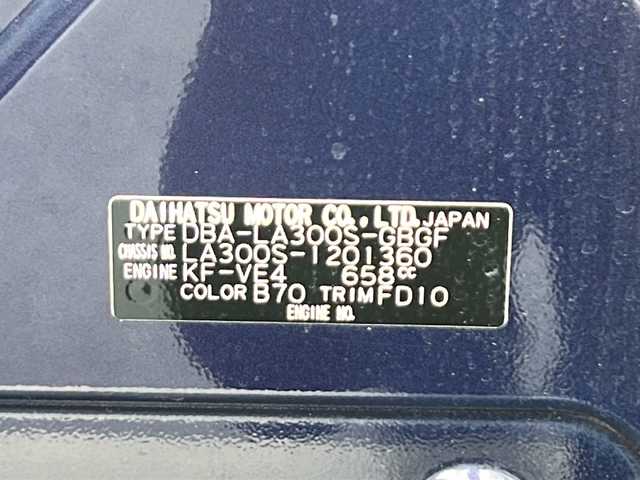 DAIHATSU MOTOR CO., LTD. JAPAN
TYPE DBA-LA300S-GBGF
CHASSIS NO. LA300S-1201360
ENGINE KF-VE4 658cc
COLOR B70 TRIM FD10
ENGINE NO.